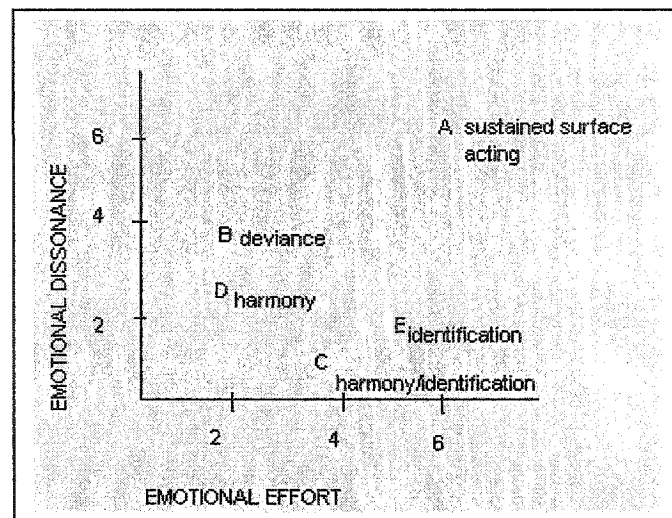 EMOTIONAL DISSONANCE
6
4
2
A sustained surface
acting
B deviance
D harmony
E identification
C
harmony/identification
2
4
6
EMOTIONAL EFFORT